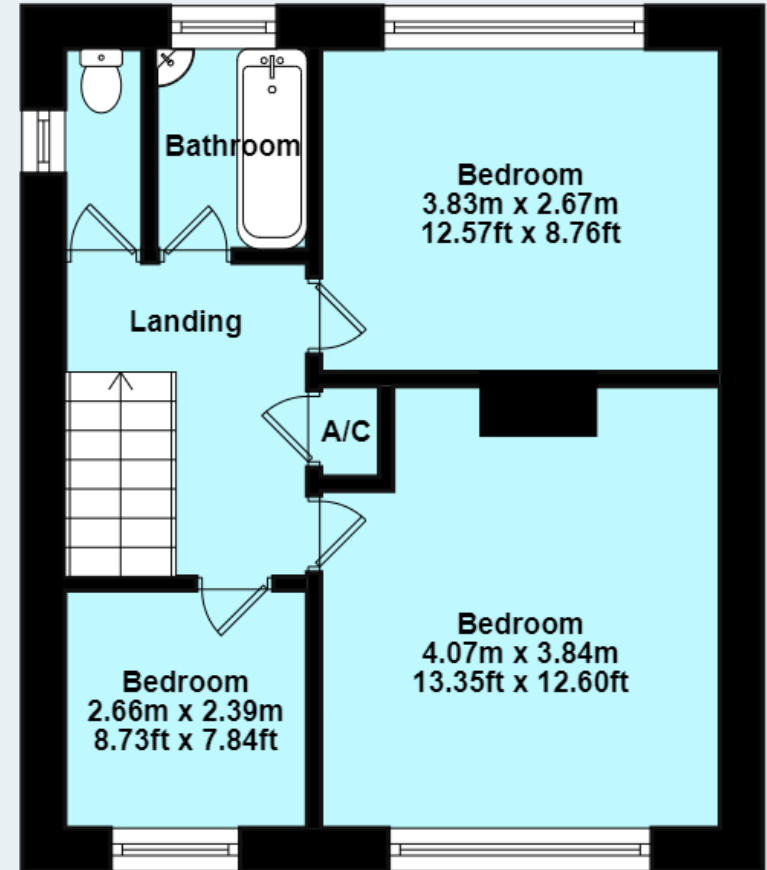 Bathroom
Bedroom
3.83m x 2.67m
12.57ft x 8.76ft
Landing
A/C
Bedroom
4.07m x 3.84m
13.35ft x 12.60ft
Bedroom
2.66m x 2.39m
8.73ft x 7.84ft